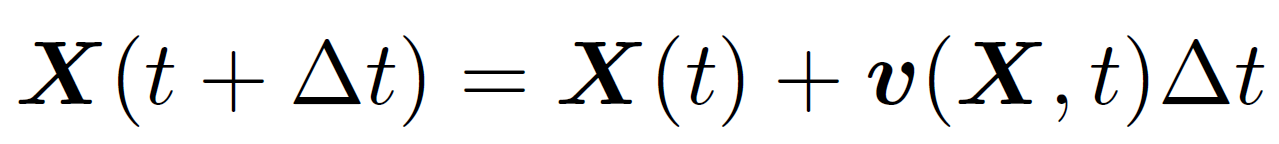 X(t + Δt) = X(t) + v(X, t)Δt